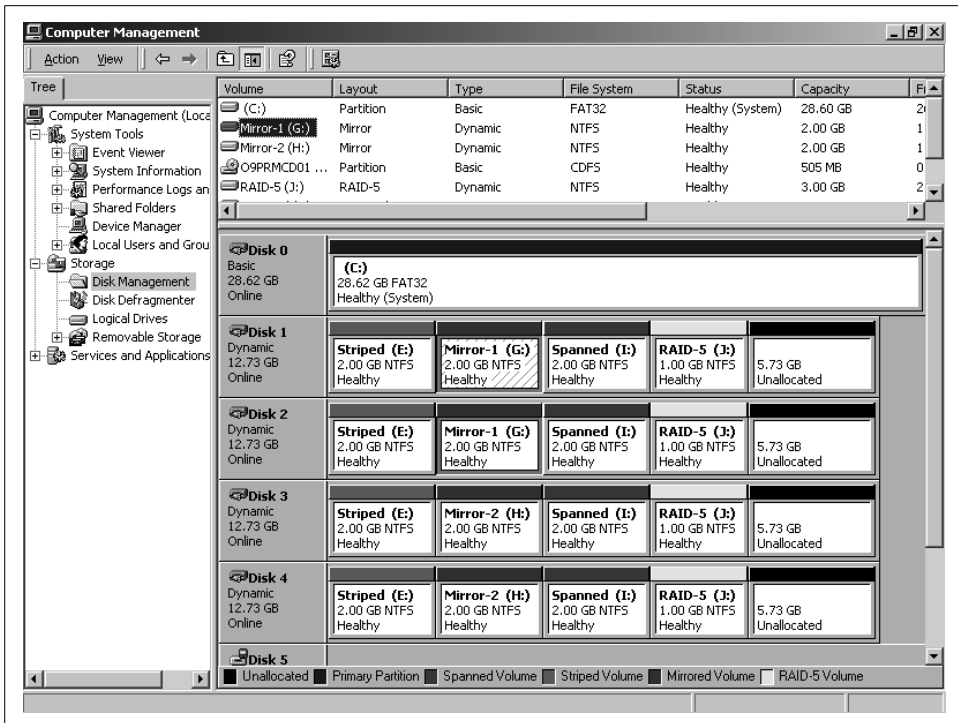 Computer Management
Action View
Tree
Computer Management (Loca
System Tools
Event Viewer
System Information
Performance Logs an
Shared Folders
Device Manager
Local Users and Grou
Storage
Disk Management
Disk Defragmenter
Logical Drives
Removable Storage
Services and Applications
Volume Layout Type File System Status Capacity
(C:) Partition Basic FAT32 Healthy (System) 28.60 GB
Mirror-1 (G:) Mirror Dynamic NTFS Healthy 2.00 GB 1
Mirror-2 (H:) Mirror Dynamic NTFS Healthy 2.00 GB 1
O9PRMCD01 ... Partition Basic CDFS Healthy 505 MB 0
RAID-5 (J:) RAID-5 Dynamic NTFS Healthy 3.00 GB 2
Disk 0
Basic
28.62 GB
Online
(C:)
28.62 GB FAT32
Healthy (System)
Disk 1
Dynamic
12.73 GB
Online
Striped (E:) Mirror-1 (G:) Spanned (I:) RAID-5 (J:)
2.00 GB NTFS 2.00 GB NTFS 2.00 GB NTFS 1.00 GB NTFS 5.73 GB
Healthy Healthy Healthy Healthy Unallocated
Disk 2
Dynamic
12.73 GB
Online
Striped (E:) Mirror-1 (G:) Spanned (I:) RAID-5 (J:)
2.00 GB NTFS 2.00 GB NTFS 2.00 GB NTFS 1.00 GB NTFS 5.73 GB
Healthy Healthy Healthy Healthy Unallocated
Disk 3
Dynamic
12.73 GB
Online
Striped (E:) Mirror-2 (H:) Spanned (I:) RAID-5 (J:)
2.00 GB NTFS 2.00 GB NTFS 2.00 GB NTFS 1.00 GB NTFS 5.73 GB
Healthy Healthy Healthy Healthy Unallocated
Disk 4
Dynamic
12.73 GB
Online
Striped (E:) Mirror-2 (H:) Spanned (I:) RAID-5 (J:)
2.00 GB NTFS 2.00 GB NTFS 2.00 GB NTFS 1.00 GB NTFS 5.73 GB
Healthy Healthy Healthy Healthy Unallocated
Disk 5
Unallocated Primary Partition Spanned Volume Striped Volume Mirrored Volume RAID-5 Volume